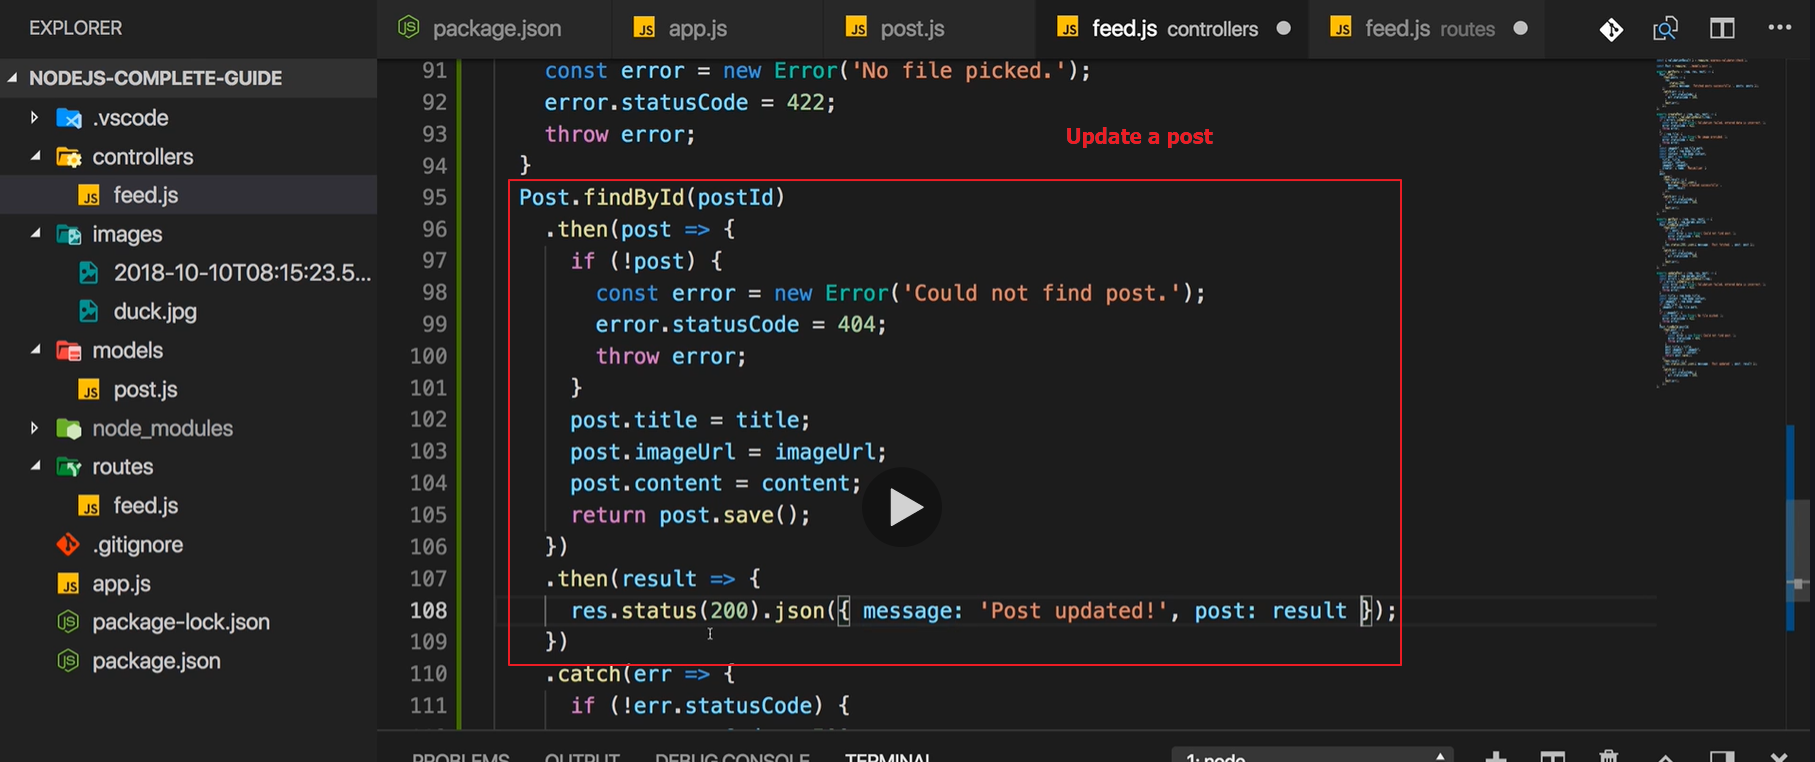 EXPLORER
package.json
app.js
post.js
feed.js controllers
feed.js routes
NODEJS-COMPLETE-GUIDE
.vscode
controllers
feed.js
images
2018-10-10T08:15:23.5...
duck.jpg
models
post.js
node_modules
routes
feed.js
.gitignore
app.js
package-lock.json
package.json
Update a post
91 const error = new Error('No file picked.');
92 error.statusCode = 422;
93 throw error;
94 }
95 Post.findById(postId)
96 .then(post => {
97 if (!post) {
98 const error = new Error('Could not find post.');
99 error.statusCode = 404;
100 throw error;
101 }
102 post.title = title;
103 post.imageUrl = imageUrl;
104 post.content = content;
105 return post.save();
106 })
107 .then(result => {
108 res.status(200).json({ message: 'Post updated!', post: result });
109 })
110 .catch(err => {
111 if (!err.statusCode) {
PROBLEMS
OUTPUT
DEBUG CONSOLE
TERMINAL
1: node